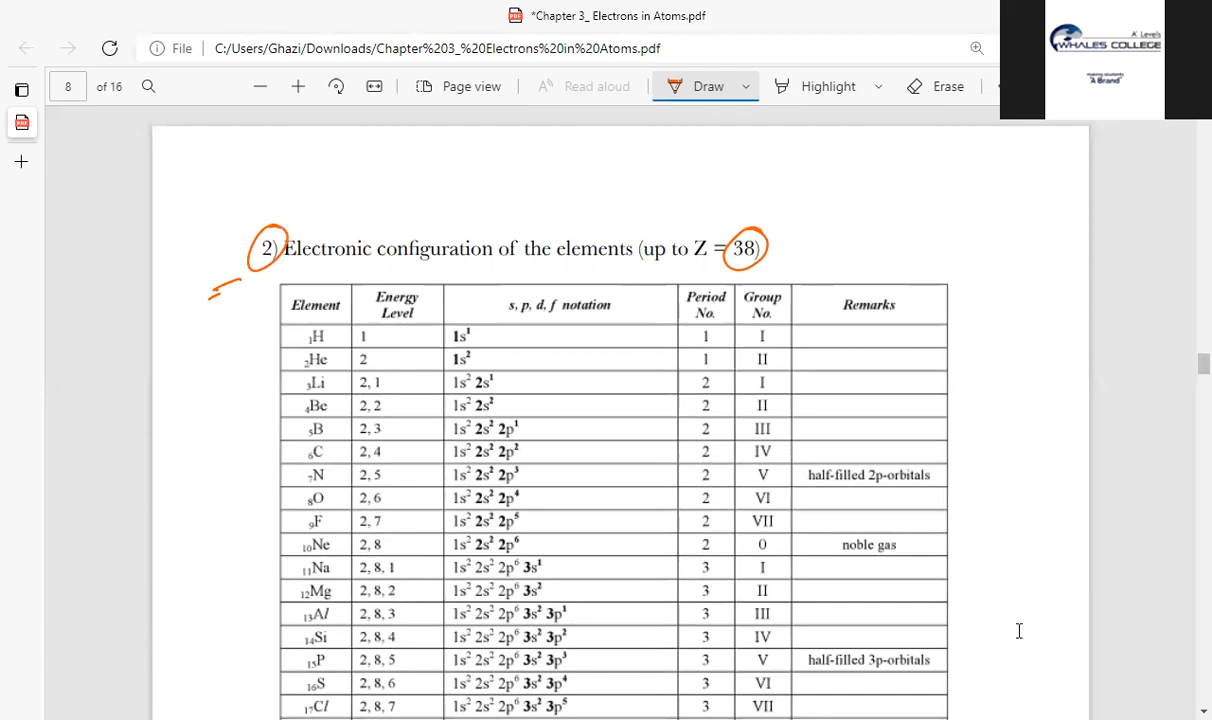 *Chapter 3_ Electrons in Atoms.pdf
File C:/Users/Ghazi/Downloads/Chapter%203_%20Electrons%20in%20Atoms.pdf
8 of 16 Page view Read aloud Draw Highlight Erase
A' Levels
WHALES COLLEGE
making students
"A Brand"
2) Electronic configuration of the elements (up to Z = 38)
Element Energy Level s, p, d, f notation Period No. Group No. Remarks
₁H 1 1s¹ 1 I
₂He 2 1s² 1 II
₃Li 2, 1 1s² 2s¹ 2 I
₄Be 2, 2 1s² 2s² 2 II
₅B 2, 3 1s² 2s² 2p¹ 2 III
₆C 2, 4 1s² 2s² 2p² 2 IV
₇N 2, 5 1s² 2s² 2p³ 2 V half-filled 2p-orbitals
₈O 2, 6 1s² 2s² 2p⁴ 2 VI
₉F 2, 7 1s² 2s² 2p⁵ 2 VII
₁₀Ne 2, 8 1s² 2s² 2p⁶ 2 0 noble gas
₁₁Na 2, 8, 1 1s² 2s² 2p⁶ 3s¹ 3 I
₁₂Mg 2, 8, 2 1s² 2s² 2p⁶ 3s² 3 II
₁₃Al 2, 8, 3 1s² 2s² 2p⁶ 3s² 3p¹ 3 III
₁₄Si 2, 8, 4 1s² 2s² 2p⁶ 3s² 3p² 3 IV
₁₅P 2, 8, 5 1s² 2s² 2p⁶ 3s² 3p³ 3 V half-filled 3p-orbitals
₁₆S 2, 8, 6 1s² 2s² 2p⁶ 3s² 3p⁴ 3 VI
₁₇Cl 2, 8, 7 1s² 2s² 2p⁶ 3s² 3p⁵ 3 VII